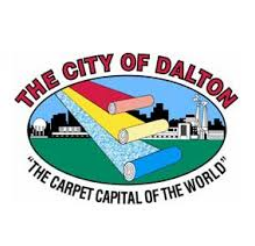 THE CITY OF DALTON
"THE CARPET CAPITAL OF THE WORLD"